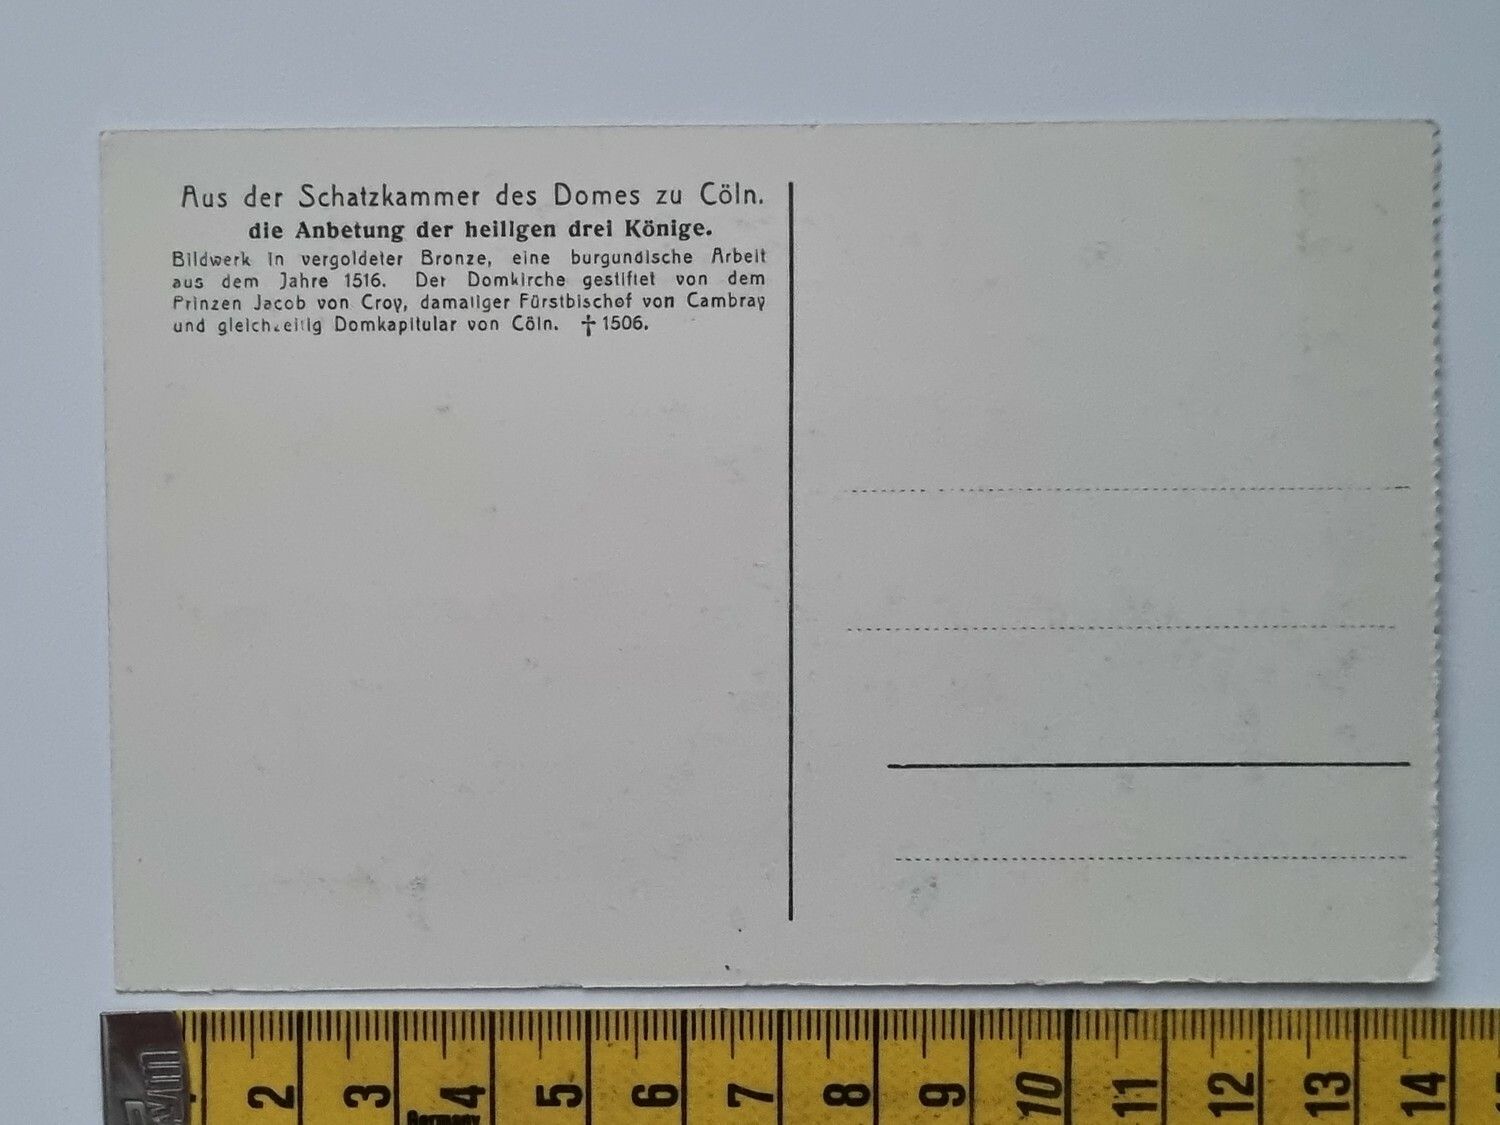 Aus der Schatzkammer des Domes zu Cöln.
die Anbetung der heiligen drei Könige.
Bildwerk in vergoldeter Bronze, eine burgundische Arbeit
aus dem Jahre 1516. Der Domkirche gestiftet von dem
Prinzen Jacob von Croy, damaliger Fürstbischof von Cambray
und gleichzeitig Domkapitular von Cöln. † 1506.
2 3 4 5 6 7 8 9 10 11 12 13 14
Germany